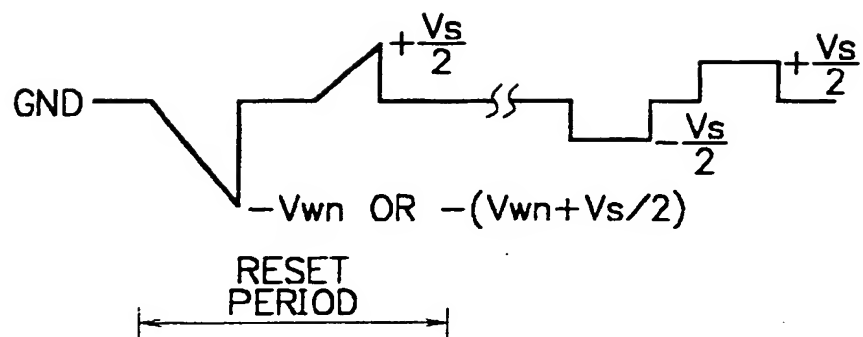 +Vs/2
+Vs/2
GND
-Vs/2
-Vwn OR -(Vwn+Vs/2)
RESET
PERIOD